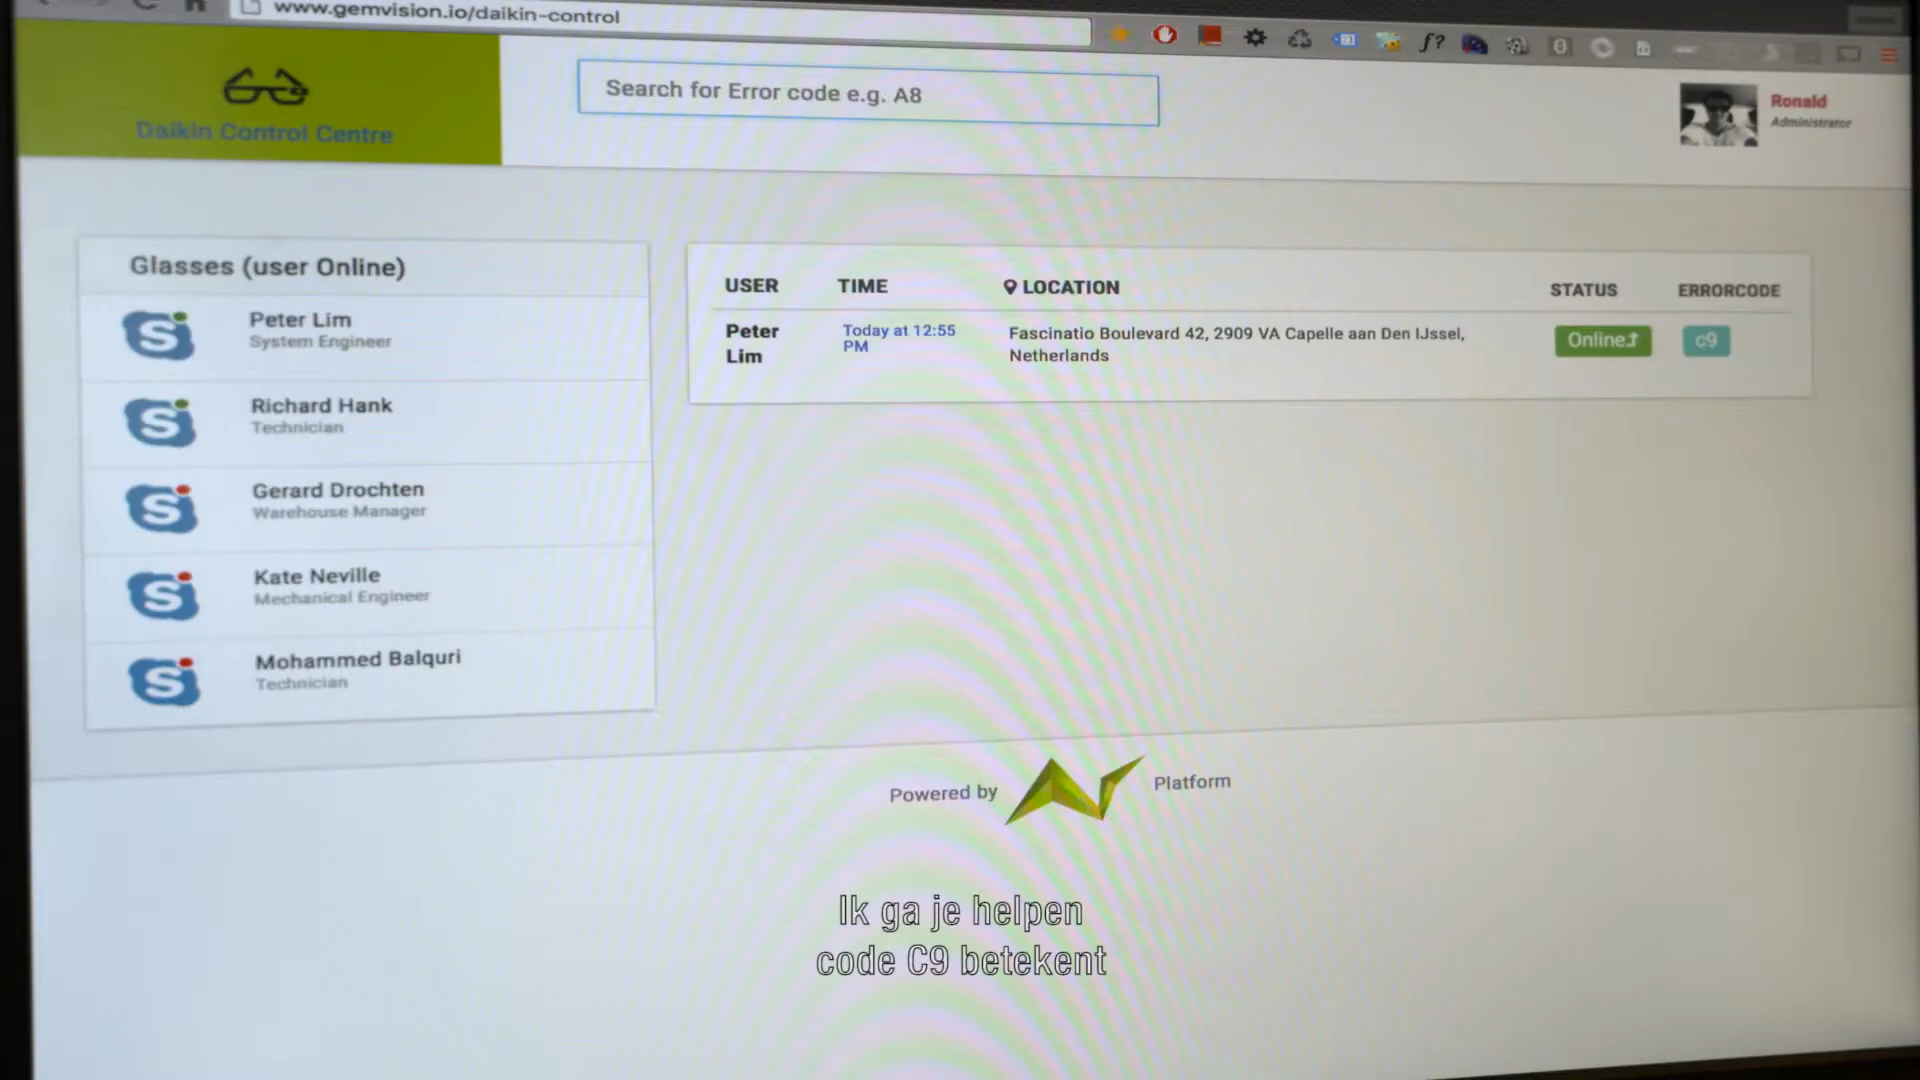 www.gemvision.io/daikin-control
Daikin Control Centre
Search for Error code e.g. A8
Ronald
Administrator
Glasses (user Online)
Peter Lim
System Engineer
Richard Hank
Technician
Gerard Drochten
Warehouse Manager
Kate Neville
Mechanical Engineer
Mohammed Balquri
Technician
USER TIME LOCATION STATUS ERRORCODE
Peter Lim
Today at 12:55 PM
Fascinatio Boulevard 42, 2909 VA Capelle aan Den IJssel,
Netherlands
Online
c9
Powered by
Platform
Ik ga je helpen
code C9 betekent